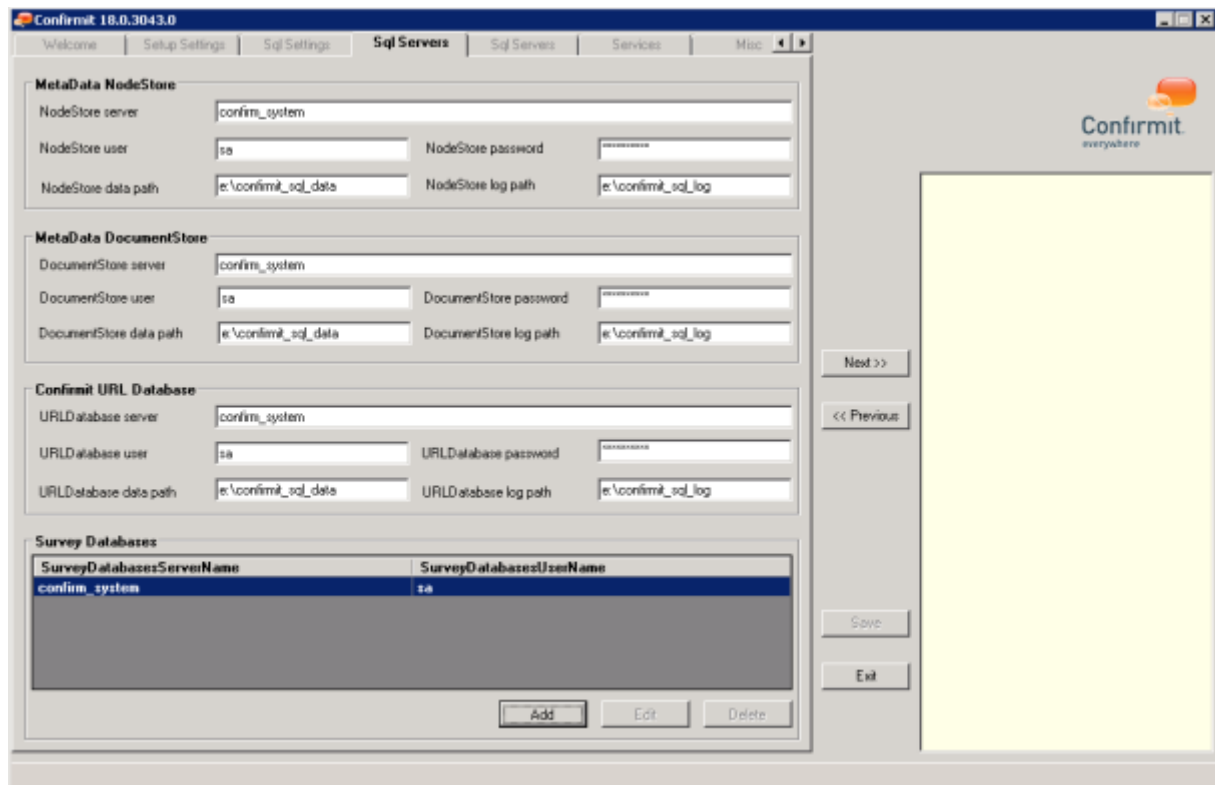 Confirmit 18.0.3043.0
Welcome Setup Settings Sql Settings Sql Servers Sql Servers Services Misc
MetaData NodeStore
NodeStore server confirm_system
NodeStore user sa NodeStore password **********
NodeStore data path e:\confirmit_sql_data NodeStore log path e:\confirmit_sql_log
MetaData DocumentStore
DocumentStore server confirm_system
DocumentStore user sa DocumentStore password **********
DocumentStore data path e:\confirmit_sql_data DocumentStore log path e:\confirmit_sql_log
Confirmit URL Database
URLDatabase server confirm_system
URLDatabase user sa URLDatabase password **********
URLDatabase data path e:\confirmit_sql_data URLDatabase log path e:\confirmit_sql_log
Survey Databases
SurveyDatabasesServerName SurveyDatabasesUserName
confirm_system sa
Add Edit Delete
Confirmit.
everywhere
Next >>
<< Previous
Save
Exit